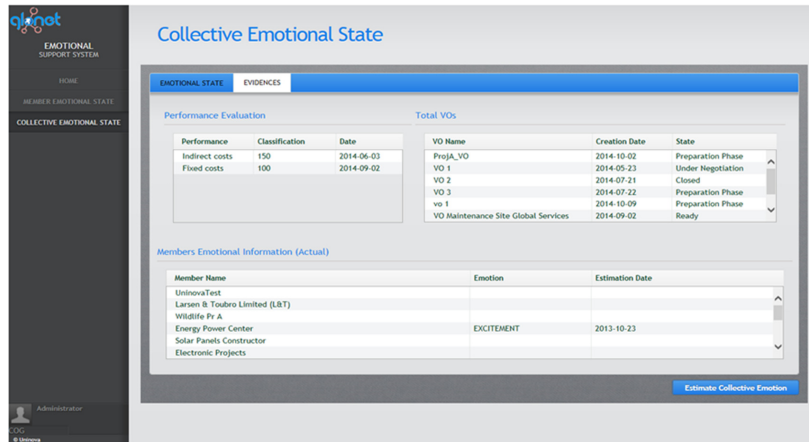 glonet
EMOTIONAL
SUPPORT SYSTEM
HOME
MEMBER EMOTIONAL STATE
COLLECTIVE EMOTIONAL STATE
Collective Emotional State
EMOTIONAL STATE EVIDENCES
Performance Evaluation
Performance Classification Date
Indirect costs 150 2014-06-03
Fixed costs 100 2014-09-02
Total VOs
VO Name Creation Date State
ProjA_VO 2014-10-02 Preparation Phase
VO 1 2014-05-23 Under Negotiation
VO 2 2014-07-21 Closed
VO 3 2014-07-22 Preparation Phase
vo 1 2014-10-09 Preparation Phase
VO Maintenance Site Global Services 2014-09-02 Ready
Members Emotional Information (Actual)
Member Name Emotion Estimation Date
UninovaTest
Larsen & Toubro Limited (L&T)
Wildlife Pr A
Energy Power Center EXCITEMENT 2013-10-23
Solar Panels Constructor
Electronic Projects
Estimate Collective Emotion
Administrator
COG
© Uninova